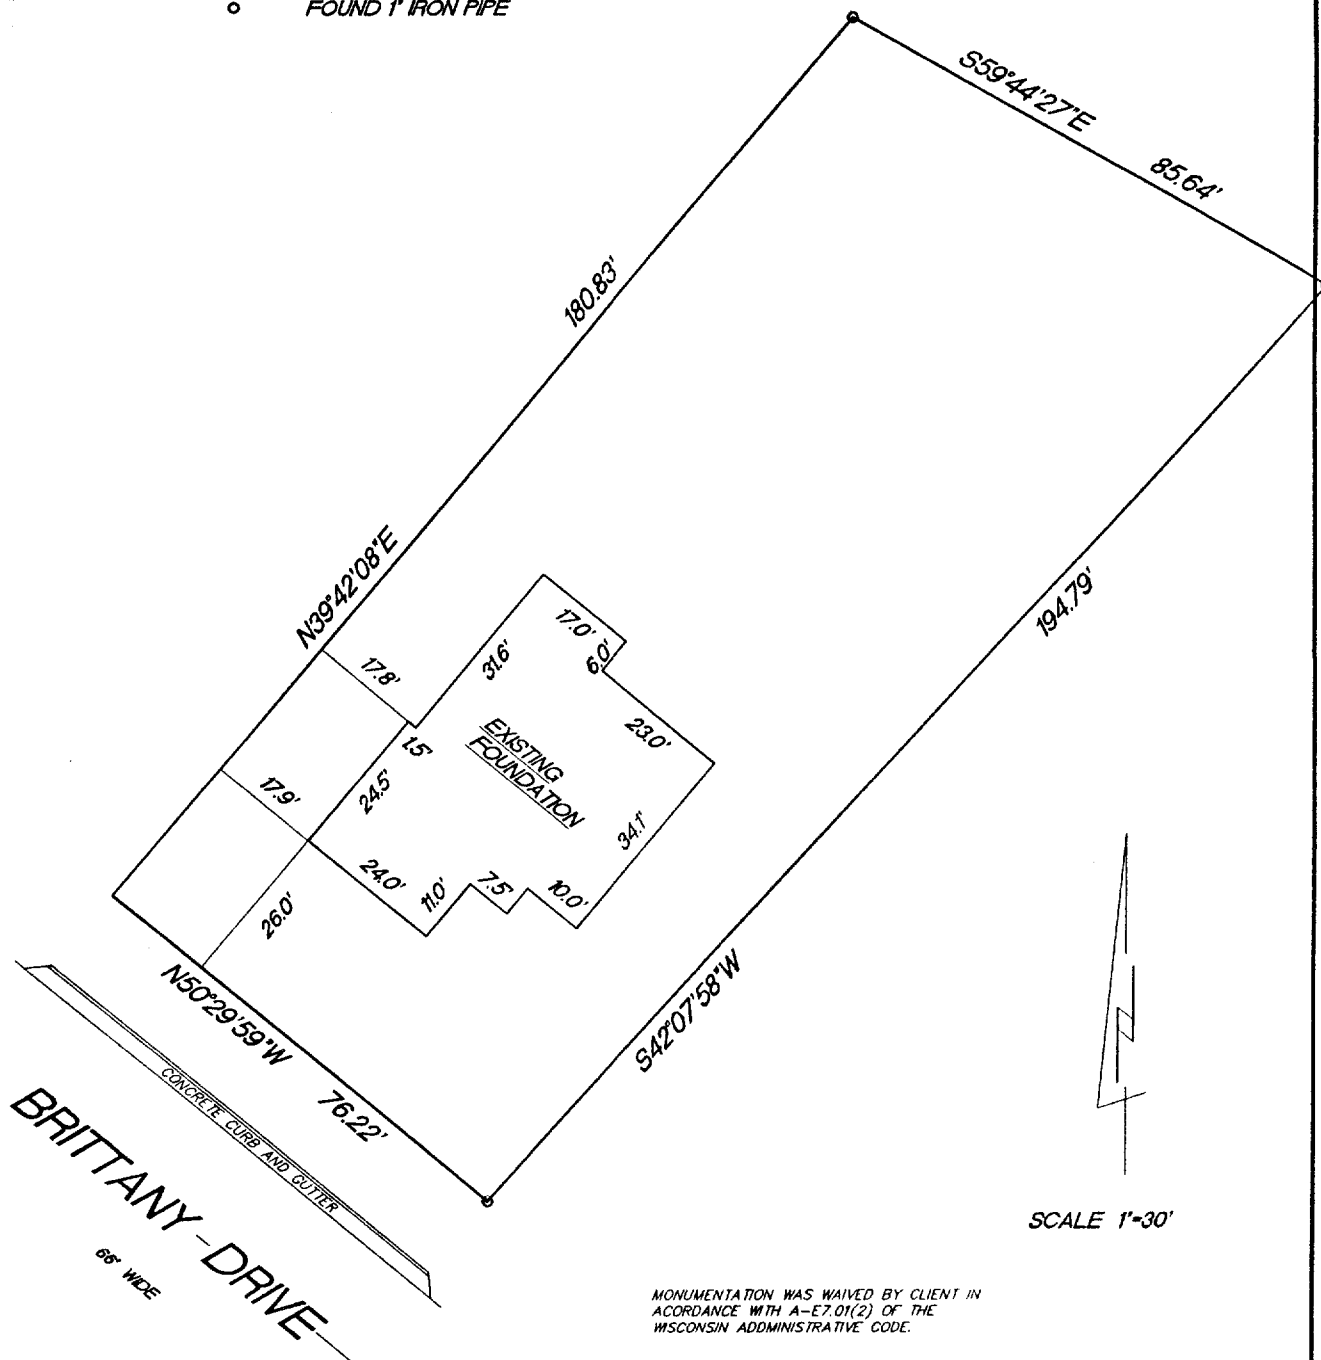 FOUND 1" IRON PIPE
S59°44'27"E
85.64'
180.83'
N39°42'08"E
194.79'
17.0'
6.0'
31.6'
17.8'
23.0'
1.5'
EXISTING
FOUNDATION
17.9'
24.5'
34.1'
24.0'
11.0'
7.5'
10.0'
26.0'
N50°29'59"W
76.22'
S42°07'58"W
CONCRETE CURB AND GUTTER
BRITTANY DRIVE
66' WIDE
SCALE 1"=30'
MONUMENTATION WAS WAIVED BY CLIENT IN
ACORDANCE WITH A-E7.01(2) OF THE
WISCONSIN ADDMINISTRATIVE CODE.